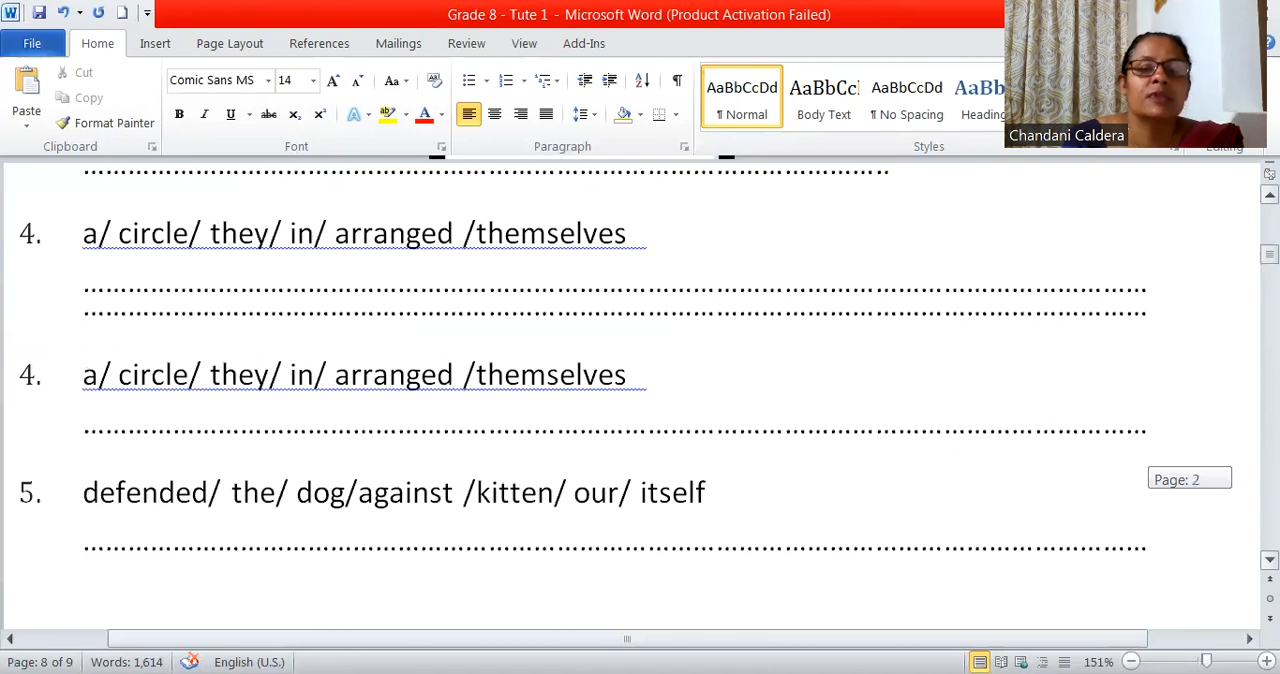 Grade 8 - Tute 1 - Microsoft Word (Product Activation Failed)
File Home Insert Page Layout References Mailings Review View Add-Ins
Paste Cut Copy Format Painter
Comic Sans MS 14
AaBbCcDd AaBbCcI AaBbCcDd AaBbC
¶ Normal Body Text ¶ No Spacing Heading
Clipboard Font Paragraph Styles
Chandani Caldera
4. a/ circle/ they/ in/ arranged /themselves
4. a/ circle/ they/ in/ arranged /themselves
5. defended/ the/ dog/against /kitten/ our/ itself
Page: 2
Page: 8 of 9 Words: 1,614 English (U.S.) 151%